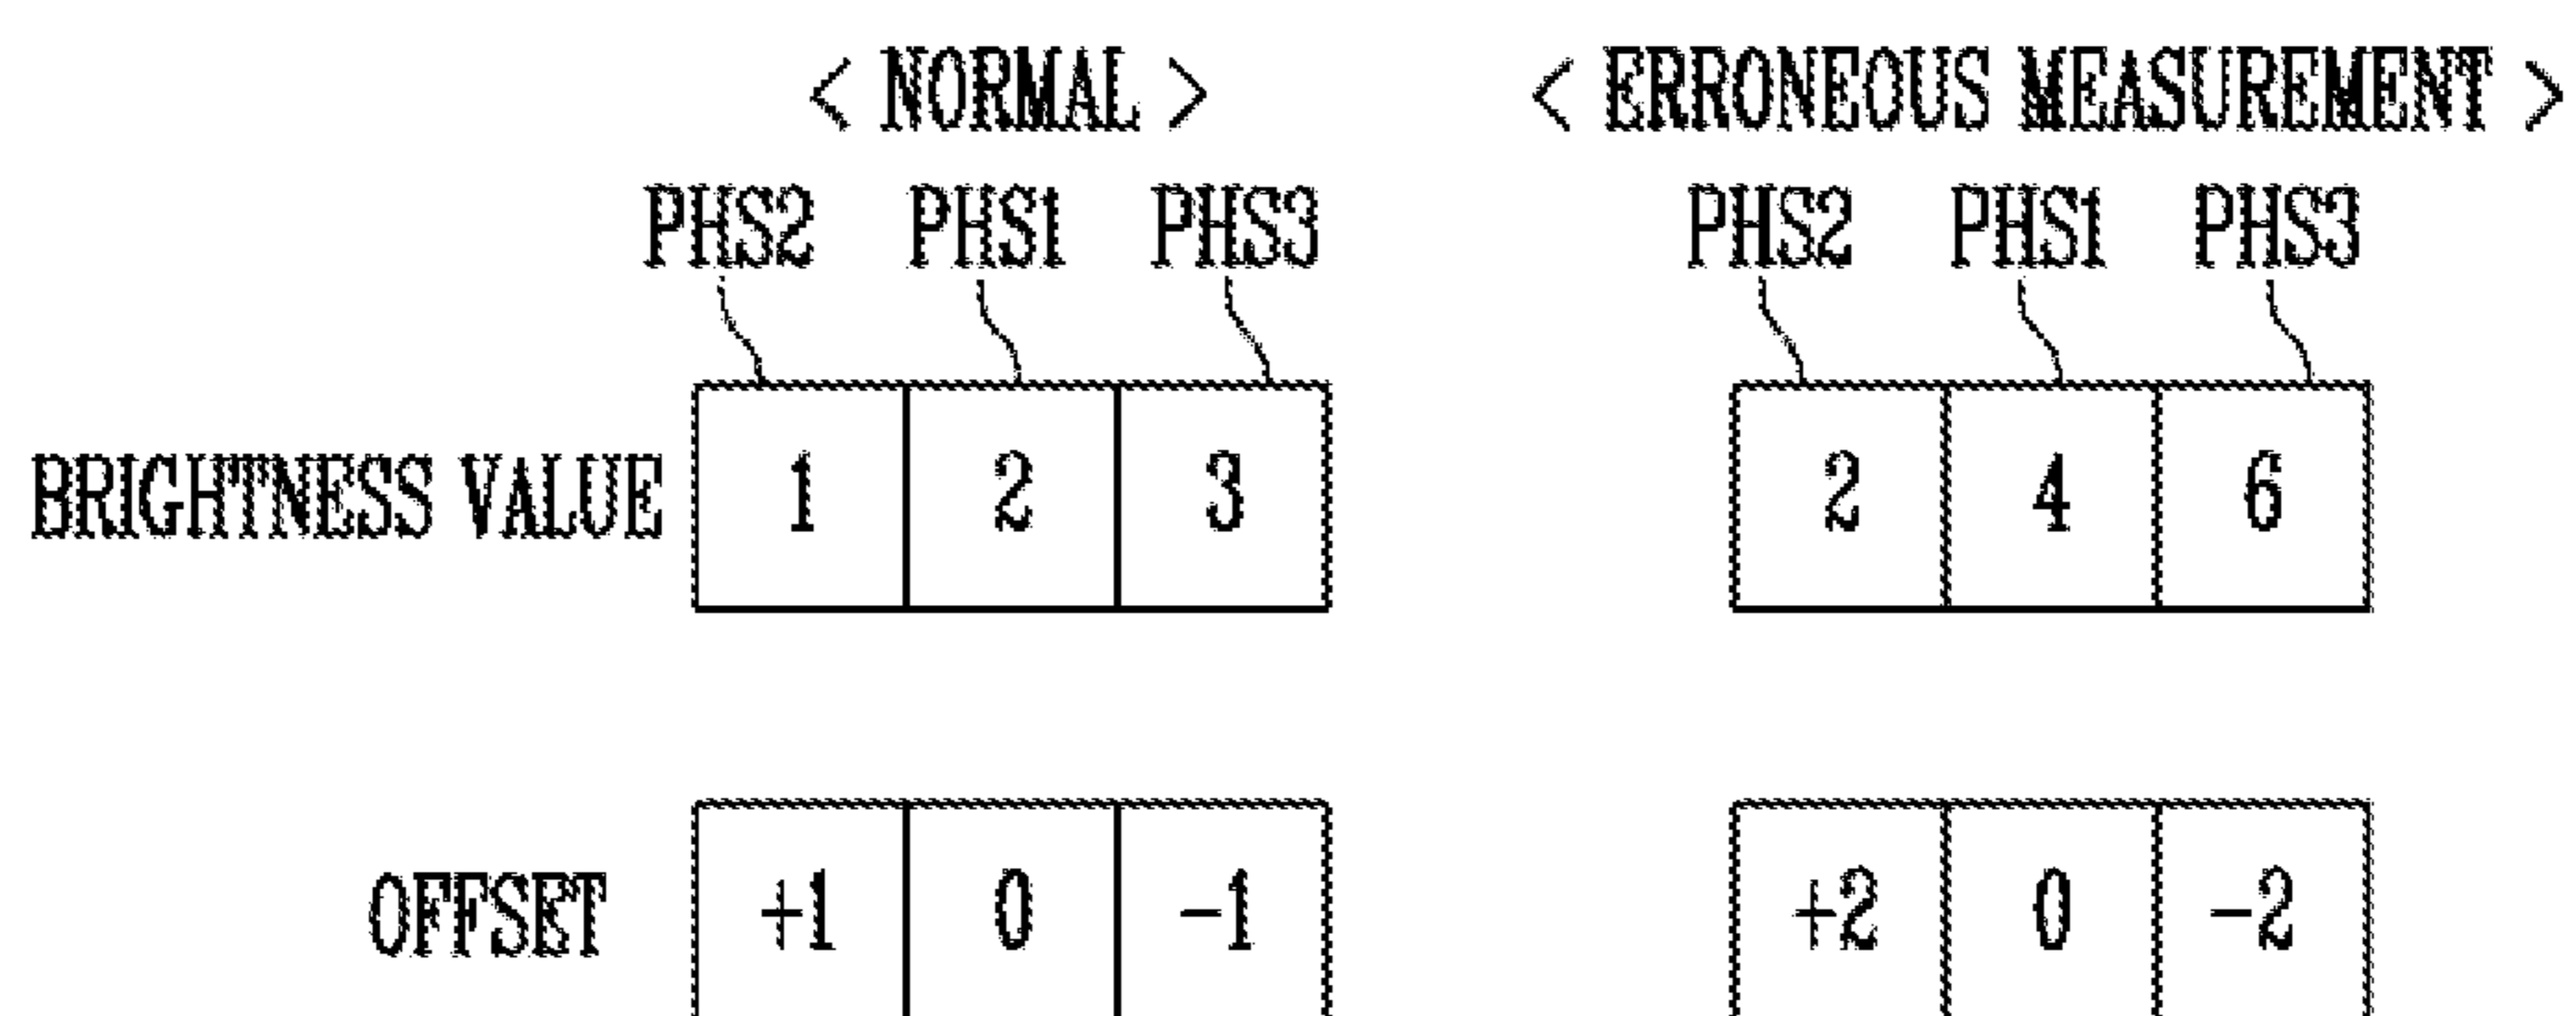 < NORMAL > < ERRONEOUS MEASUREMENT >
PHS2 PHS1 PHS3 PHS2 PHS1 PHS3
BRIGHTNESS VALUE 1 2 3 2 4 6
OFFSET +1 0 -1 +2 0 -2